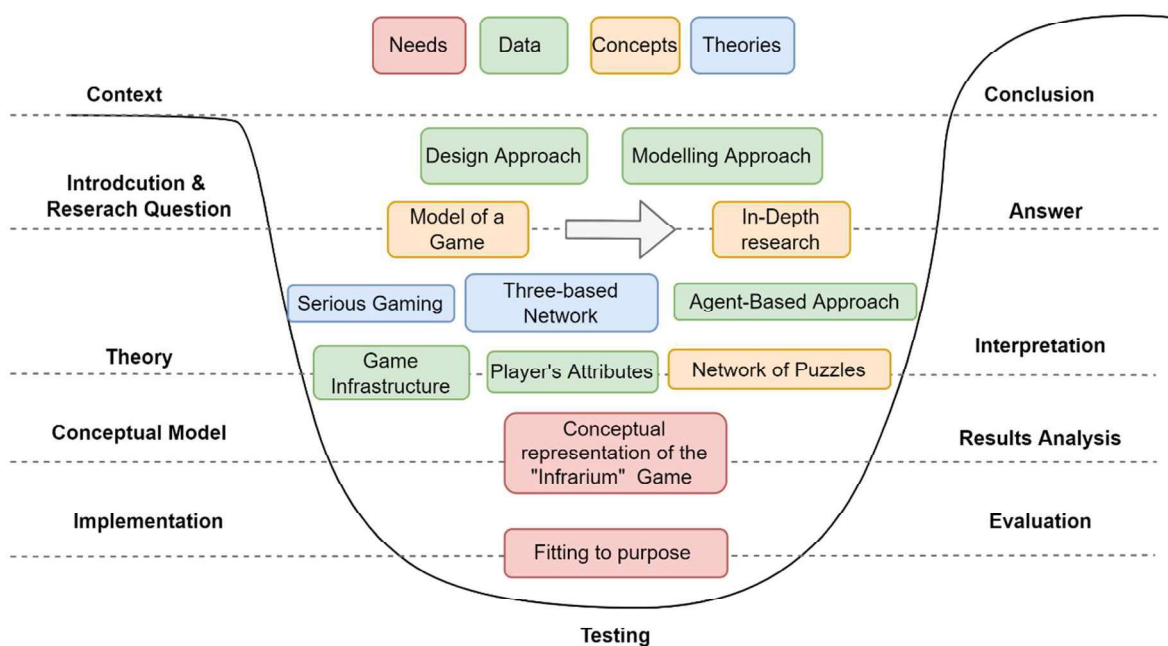 Needs
Data
Concepts
Theories
Context
Conclusion
Design Approach
Modelling Approach
Introdcution &
Reserach Question
Model of a
Game
In-Depth
research
Answer
Serious Gaming
Three-based
Network
Agent-Based Approach
Theory
Game
Infrastructure
Player's Attributes
Network of Puzzles
Interpretation
Conceptual Model
Conceptual
representation of the
"Infrarium" Game
Results Analysis
Implementation
Fitting to purpose
Evaluation
Testing